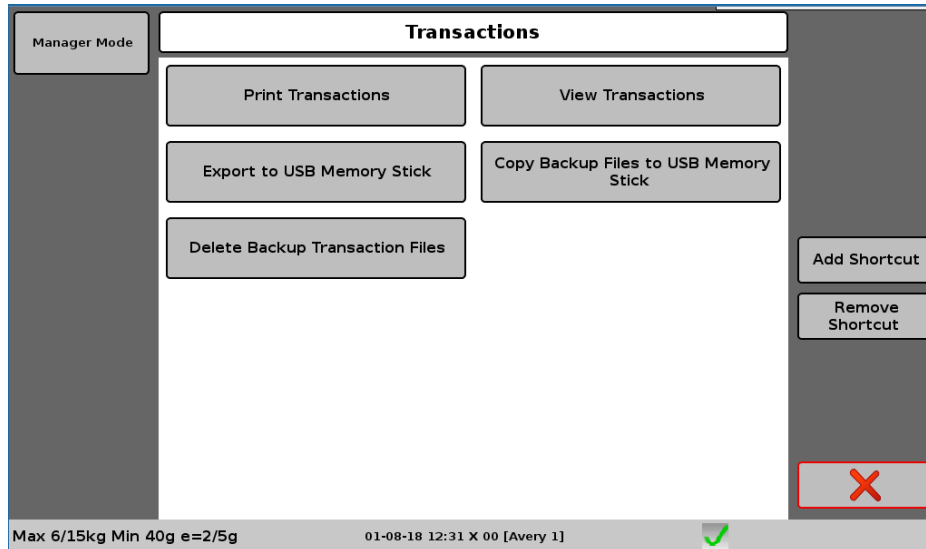 Manager Mode
Transactions
Print Transactions
View Transactions
Export to USB Memory Stick
Copy Backup Files to USB Memory
Stick
Delete Backup Transaction Files
Add Shortcut
Remove
Shortcut
Max 6/15kg Min 40g e=2/5g
01-08-18 12:31 X 00 [Avery 1]